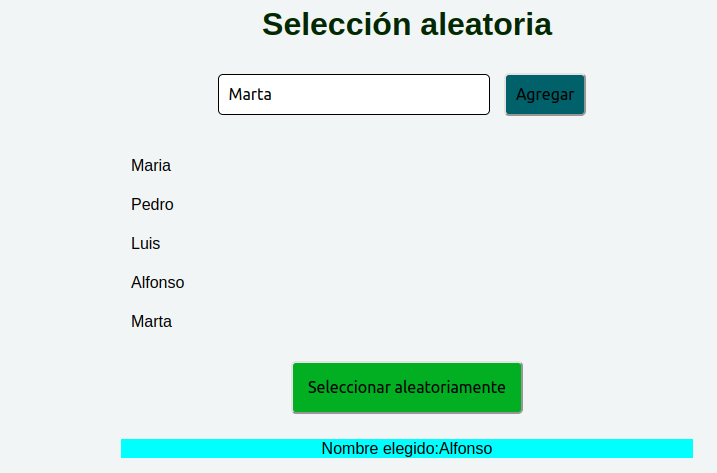 Selección aleatoria
Marta Agregar
Maria
Pedro
Luis
Alfonso
Marta
Seleccionar aleatoriamente
Nombre elegido:Alfonso